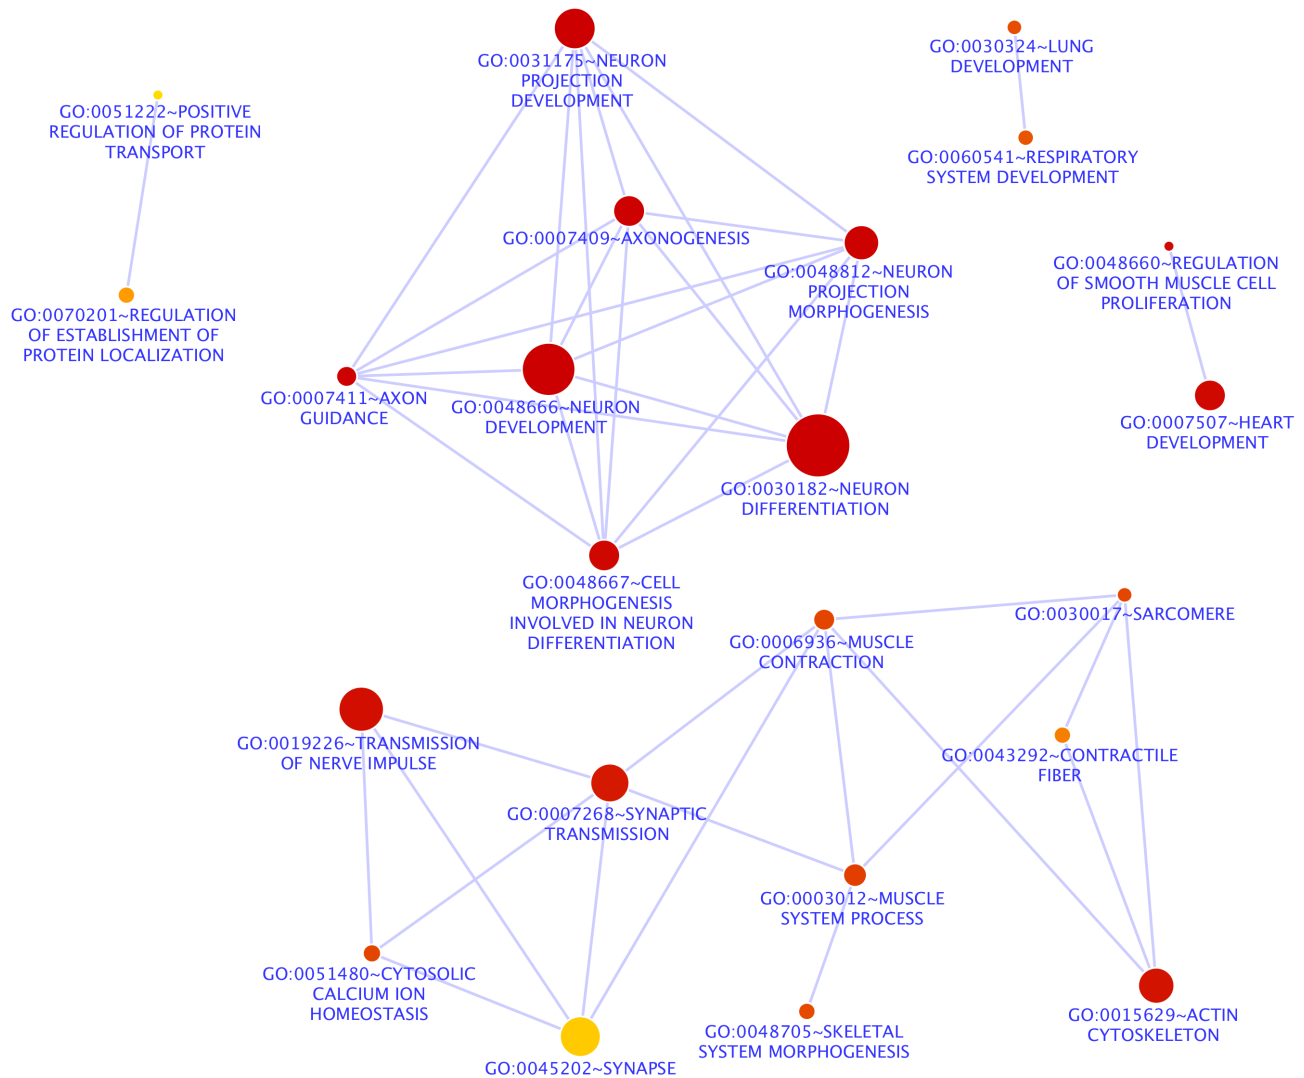 GO:0031175~NEURON
PROJECTION
DEVELOPMENT
GO:0030324~LUNG
DEVELOPMENT
GO:0051222~POSITIVE
REGULATION OF PROTEIN
TRANSPORT
GO:0060541~RESPIRATORY
SYSTEM DEVELOPMENT
GO:0007409~AXONOGENESIS
GO:0048812~NEURON
PROJECTION
MORPHOGENESIS
GO:0048660~REGULATION
OF SMOOTH MUSCLE CELL
PROLIFERATION
GO:0070201~REGULATION
OF ESTABLISHMENT OF
PROTEIN LOCALIZATION
GO:0007411~AXON
GUIDANCE
GO:0048666~NEURON
DEVELOPMENT
GO:0007507~HEART
DEVELOPMENT
GO:0030182~NEURON
DIFFERENTIATION
GO:0048667~CELL
MORPHOGENESIS
INVOLVED IN NEURON
DIFFERENTIATION
GO:0030017~SARCOMERE
GO:0006936~MUSCLE
CONTRACTION
GO:0019226~TRANSMISSION
OF NERVE IMPULSE
GO:0043292~CONTRACTILE
FIBER
GO:0007268~SYNAPTIC
TRANSMISSION
GO:0003012~MUSCLE
SYSTEM PROCESS
GO:0051480~CYTOSOLIC
CALCIUM ION
HOMEOSTASIS
GO:0015629~ACTIN
CYTOSKELETON
GO:0048705~SKELETAL
SYSTEM MORPHOGENESIS
GO:0045202~SYNAPSE